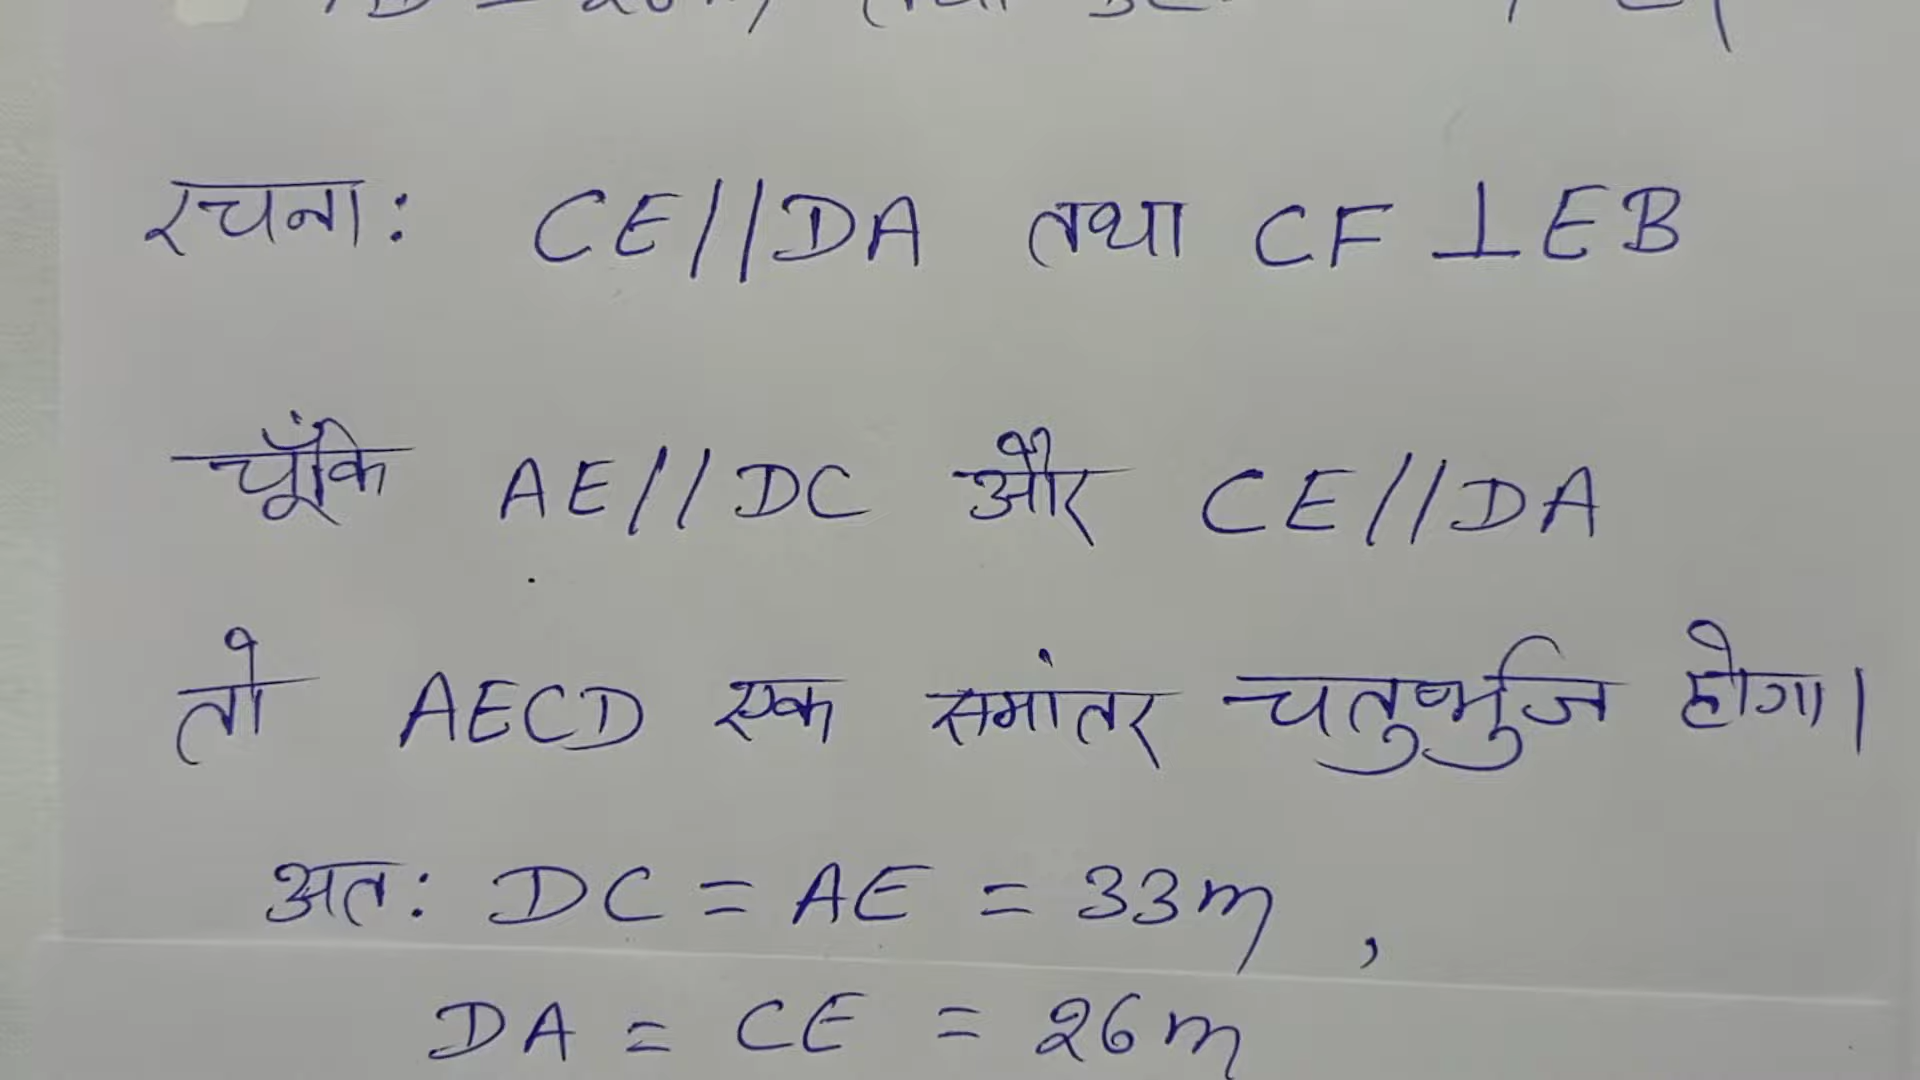 रचना: CE//DA तथा CF ⊥ EB
चूँकि AE//DC और CE//DA
तो AECD एक समांतर चतुर्भुज होगा।
अत: DC = AE = 33m,
DA = CE = 26m